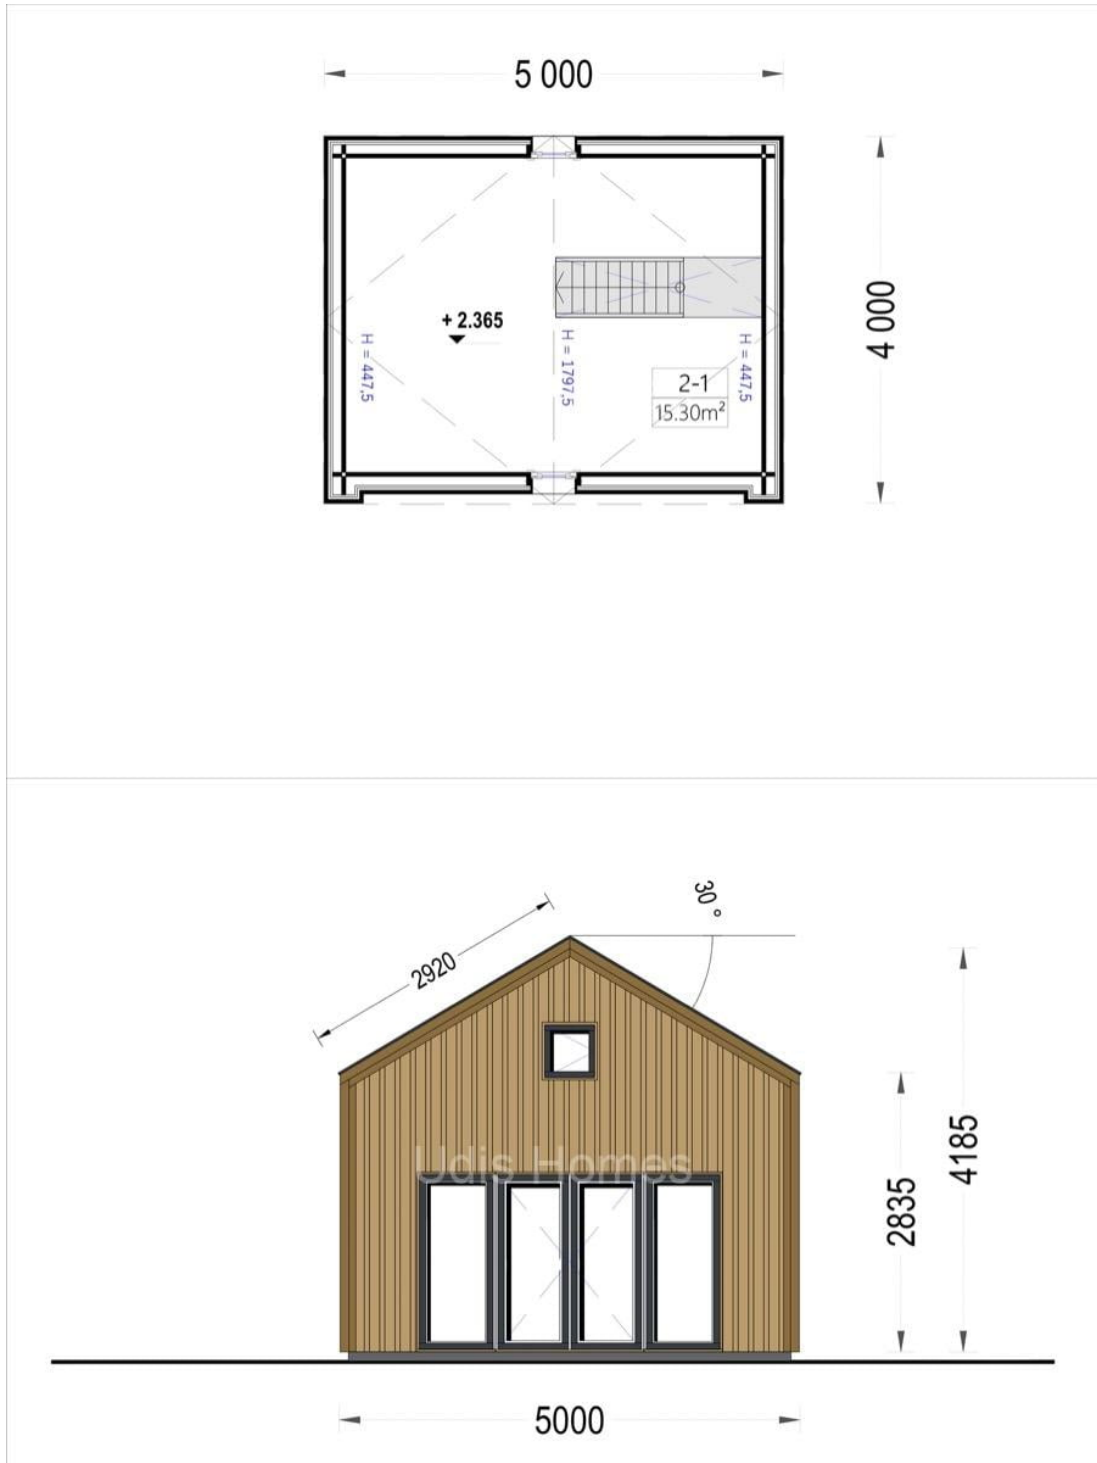 5 000
4 000
+ 2.365
H = 447,5
H = 1797,5
H = 447,5
2-1
15.30m²
30 °
2920
4185
2835
Udis Homes
5000